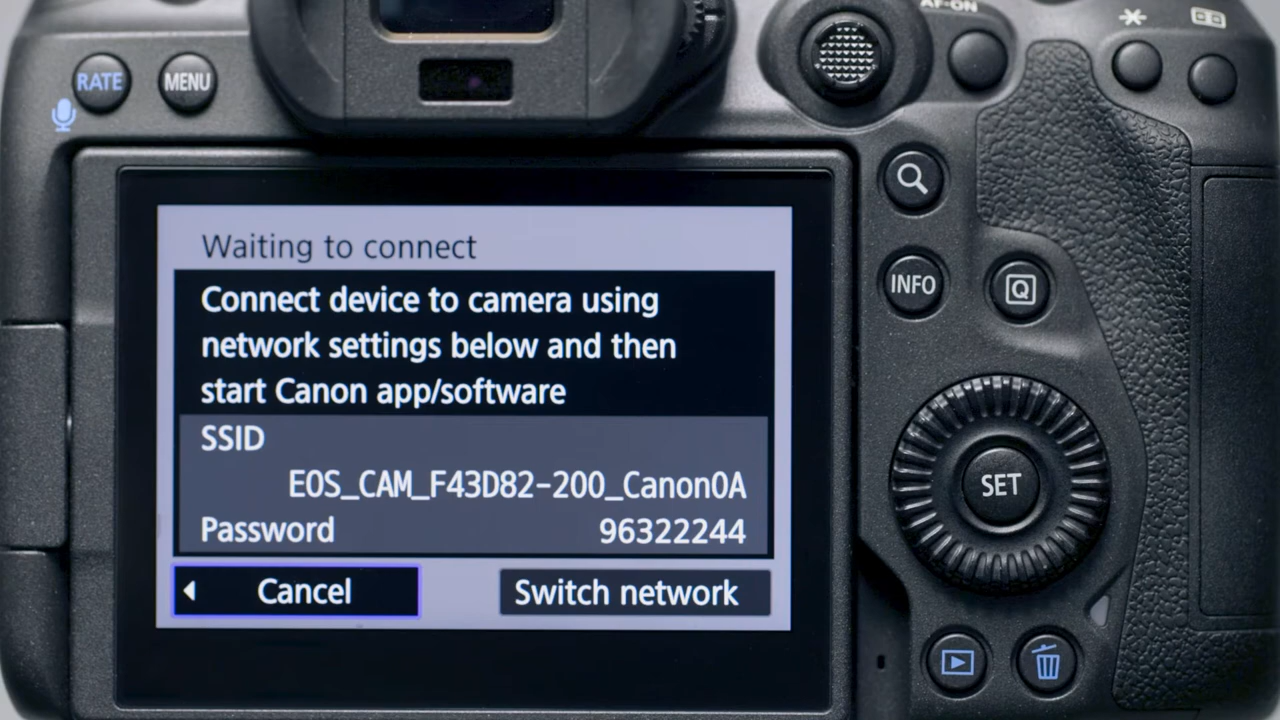 AF-ON
RATE
MENU
Waiting to connect
Connect device to camera using
network settings below and then
start Canon app/software
SSID
EOS_CAM_F43D82-200_Canon0A
Password 96322244
Cancel
Switch network
INFO
Q
SET